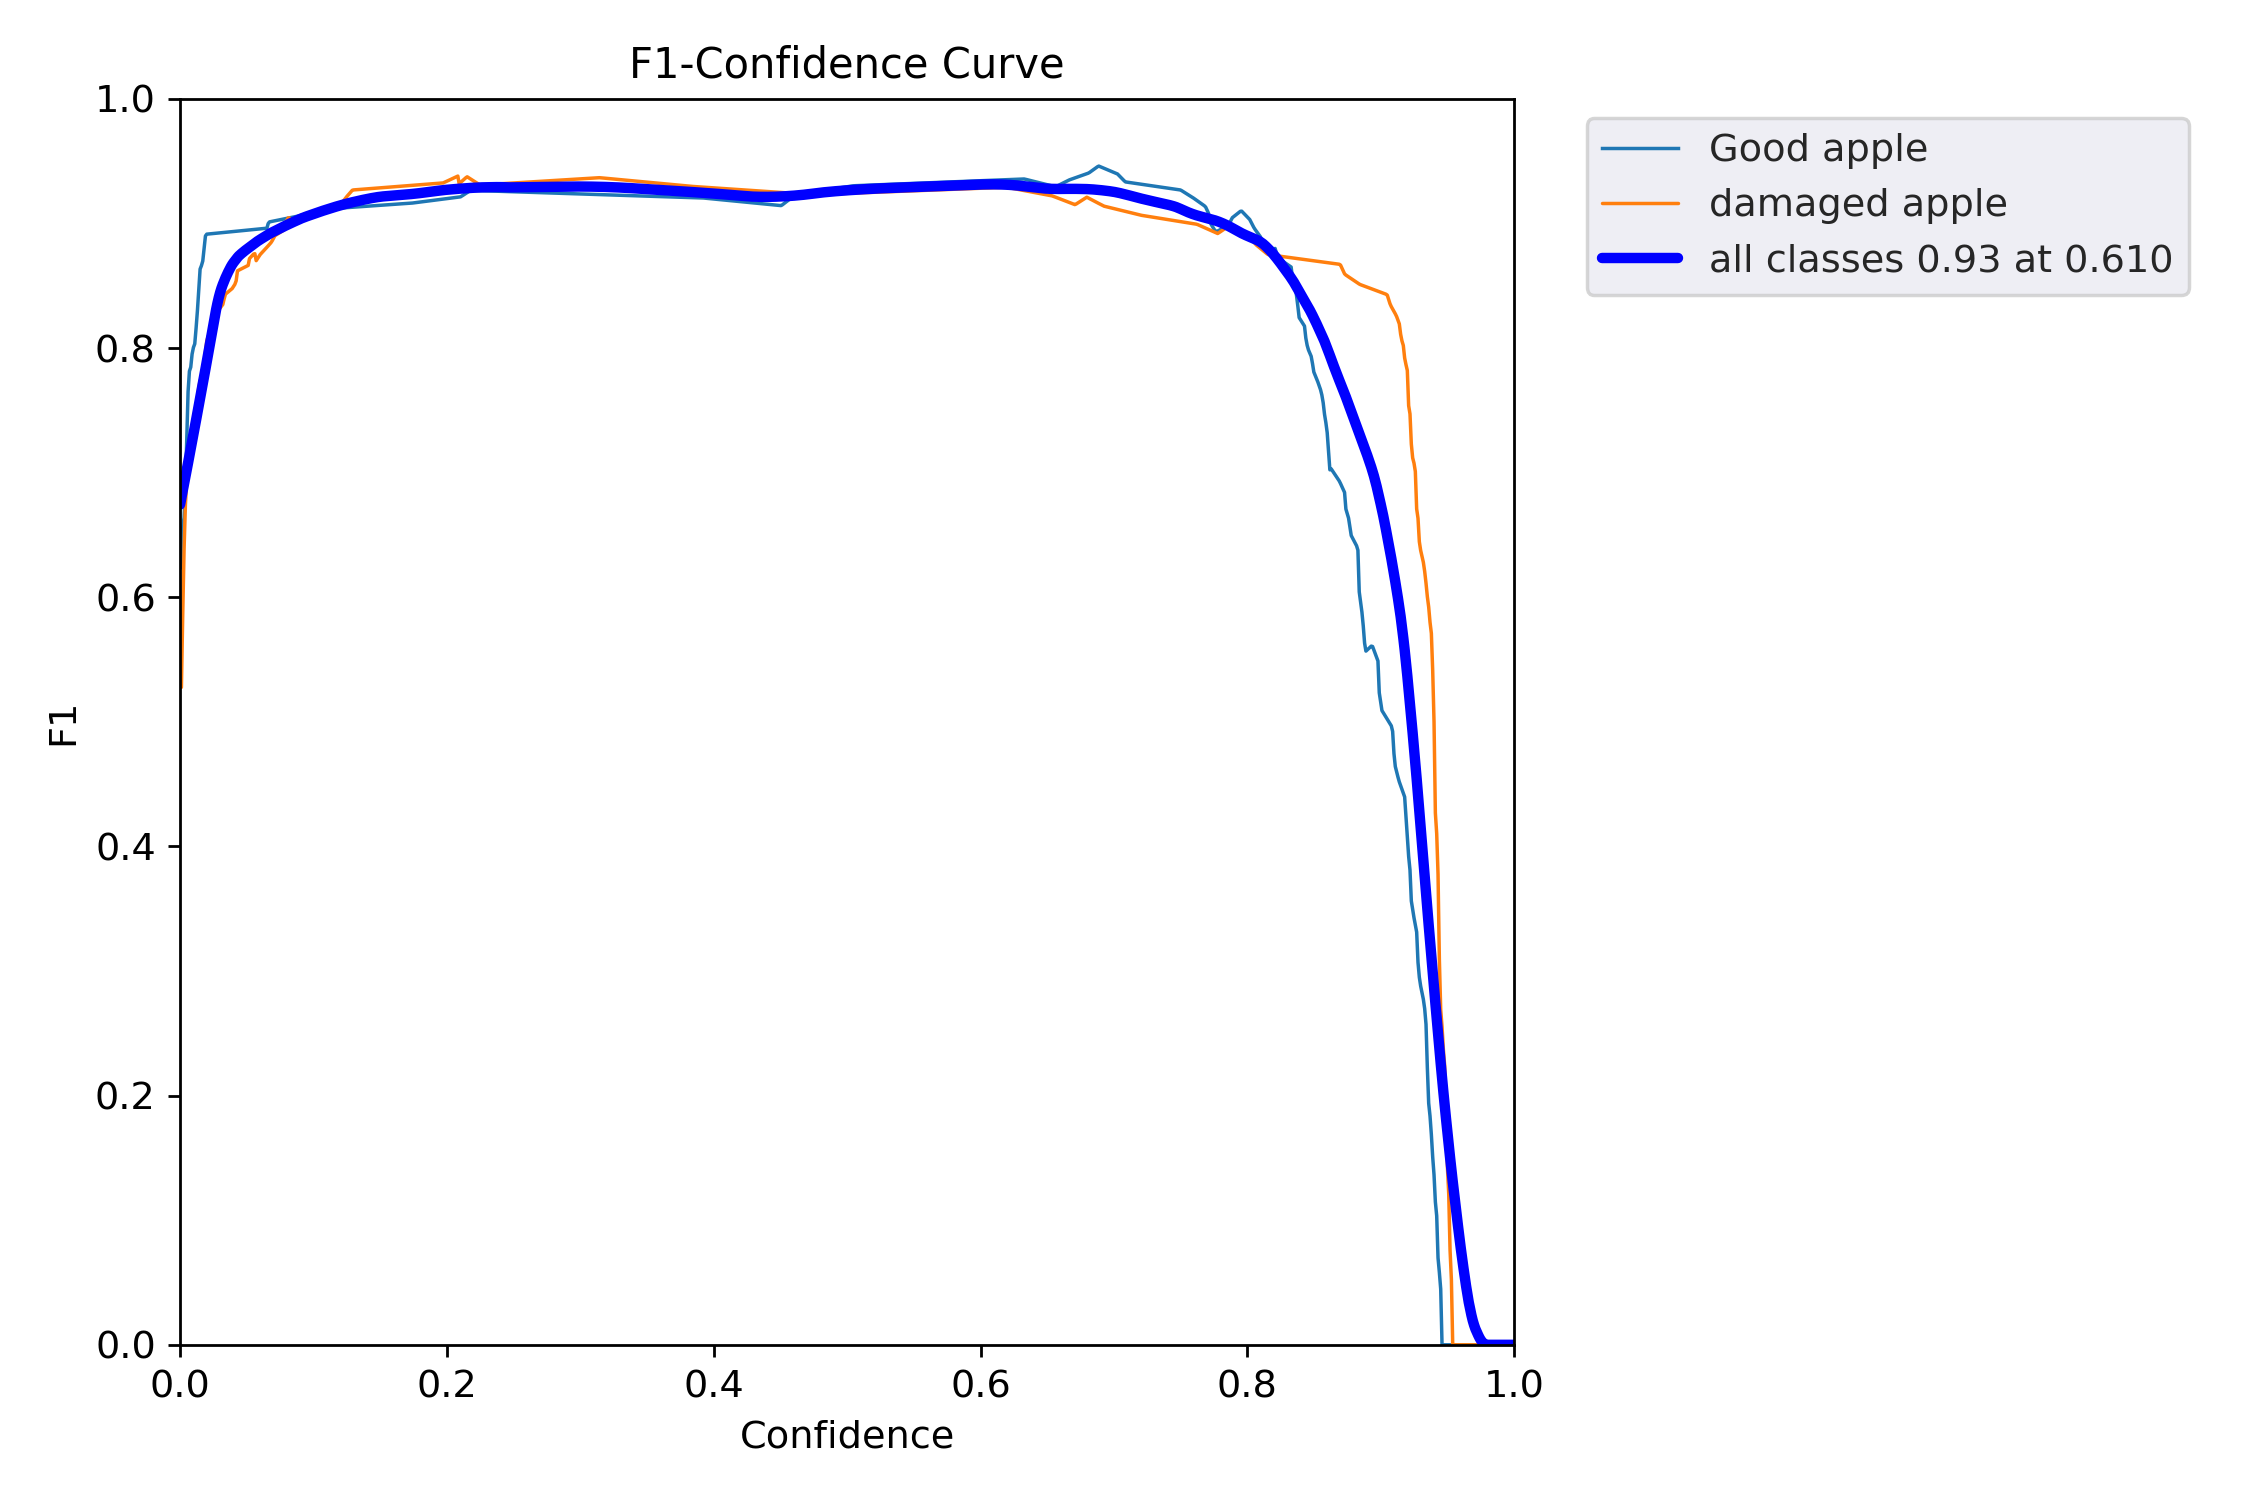 F1-Confidence Curve
1.0
0.8
0.6
0.4
0.2
0.0
F1
0.0 0.2 0.4 0.6 0.8 1.0
Confidence
Good apple
damaged apple
all classes 0.93 at 0.610